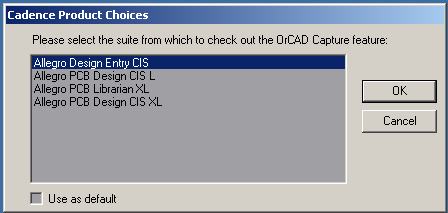 Cadence Product Choices
Please select the suite from which to check out the OrCAD Capture feature:
Allegro Design Entry CIS
Allegro PCB Design CIS L
Allegro PCB Librarian XL
Allegro PCB Design CIS XL
OK
Cancel
Use as default